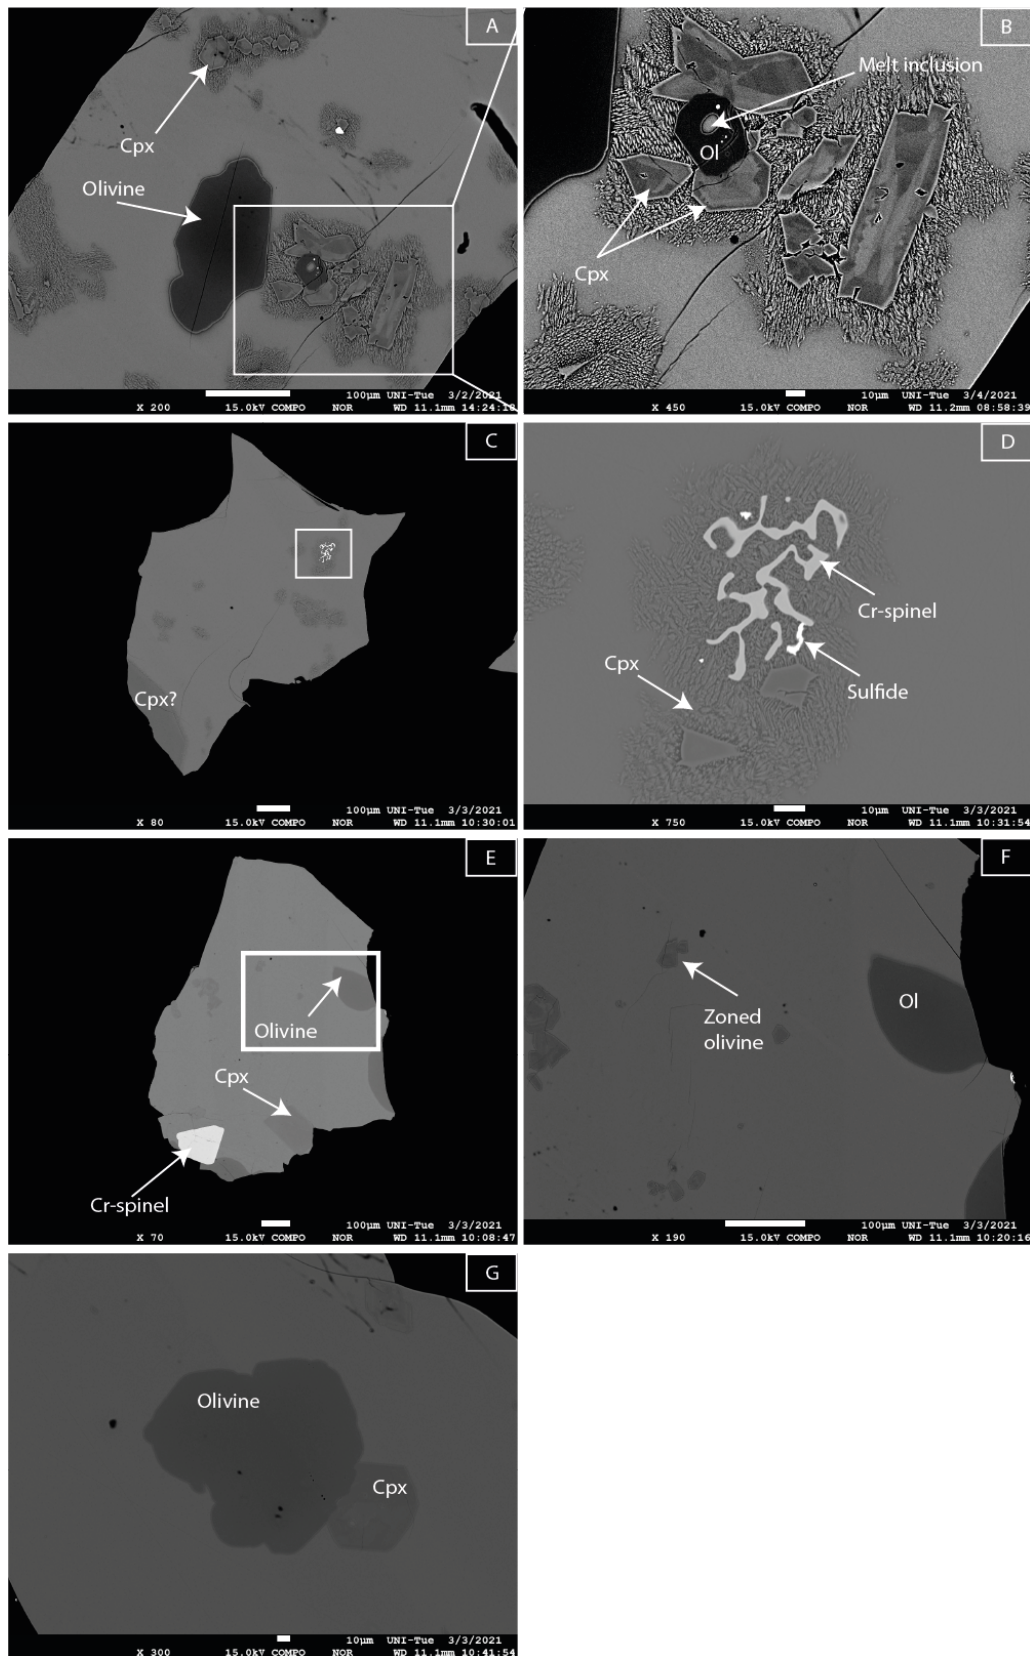 A
Cpx
Olivine
100µm UNI-Tue 3/2/2021
X 200 15.0kV COMPO NOR WD 11.1mm 14:24:18
B
Melt inclusion
Ol
Cpx
10µm UNI-Tue 3/4/2021
X 450 15.0kV COMPO NOR WD 11.2mm 08:58:39
C
Cpx?
100µm UNI-Tue 3/3/2021
X 80 15.0kV COMPO NOR WD 11.1mm 10:30:01
D
Cr-spinel
Cpx
Sulfide
10µm UNI-Tue 3/3/2021
X 750 15.0kV COMPO NOR WD 11.1mm 10:31:54
E
Olivine
Cpx
Cr-spinel
100µm UNI-Tue 3/3/2021
X 70 15.0kV COMPO NOR WD 11.1mm 10:08:47
F
Zoned
olivine
Ol
100µm UNI-Tue 3/3/2021
X 190 15.0kV COMPO NOR WD 11.1mm 10:20:16
G
Olivine
Cpx
10µm UNI-Tue 3/3/2021
X 300 15.0kV COMPO NOR WD 11.1mm 10:41:54